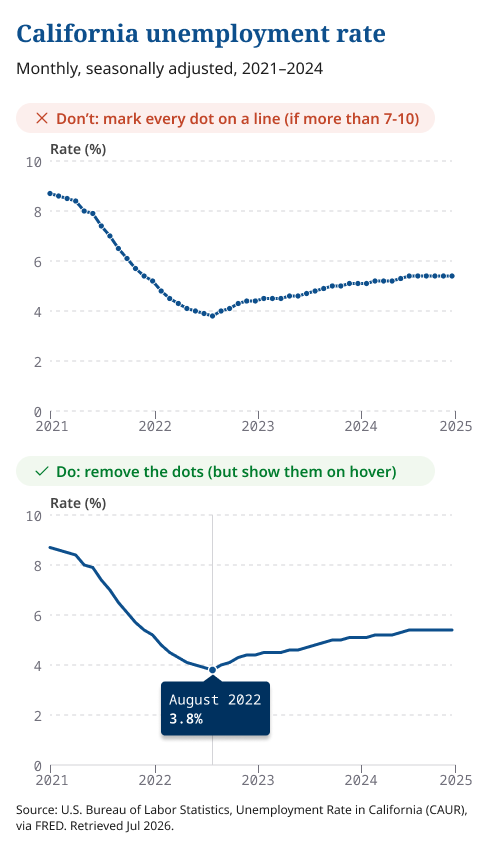 California unemployment rate
Monthly, seasonally adjusted, 2021–2024
Don’t: mark every dot on a line (if more than 7-10)
Rate (%)
10
8
6
4
2
0
2021 2022 2023 2024 2025
Do: remove the dots (but show them on hover)
Rate (%)
10
8
6
4
August 2022
3.8%
2
0
2021 2022 2023 2024 2025
Source: U.S. Bureau of Labor Statistics, Unemployment Rate in California (CAUR),
via FRED. Retrieved Jul 2026.